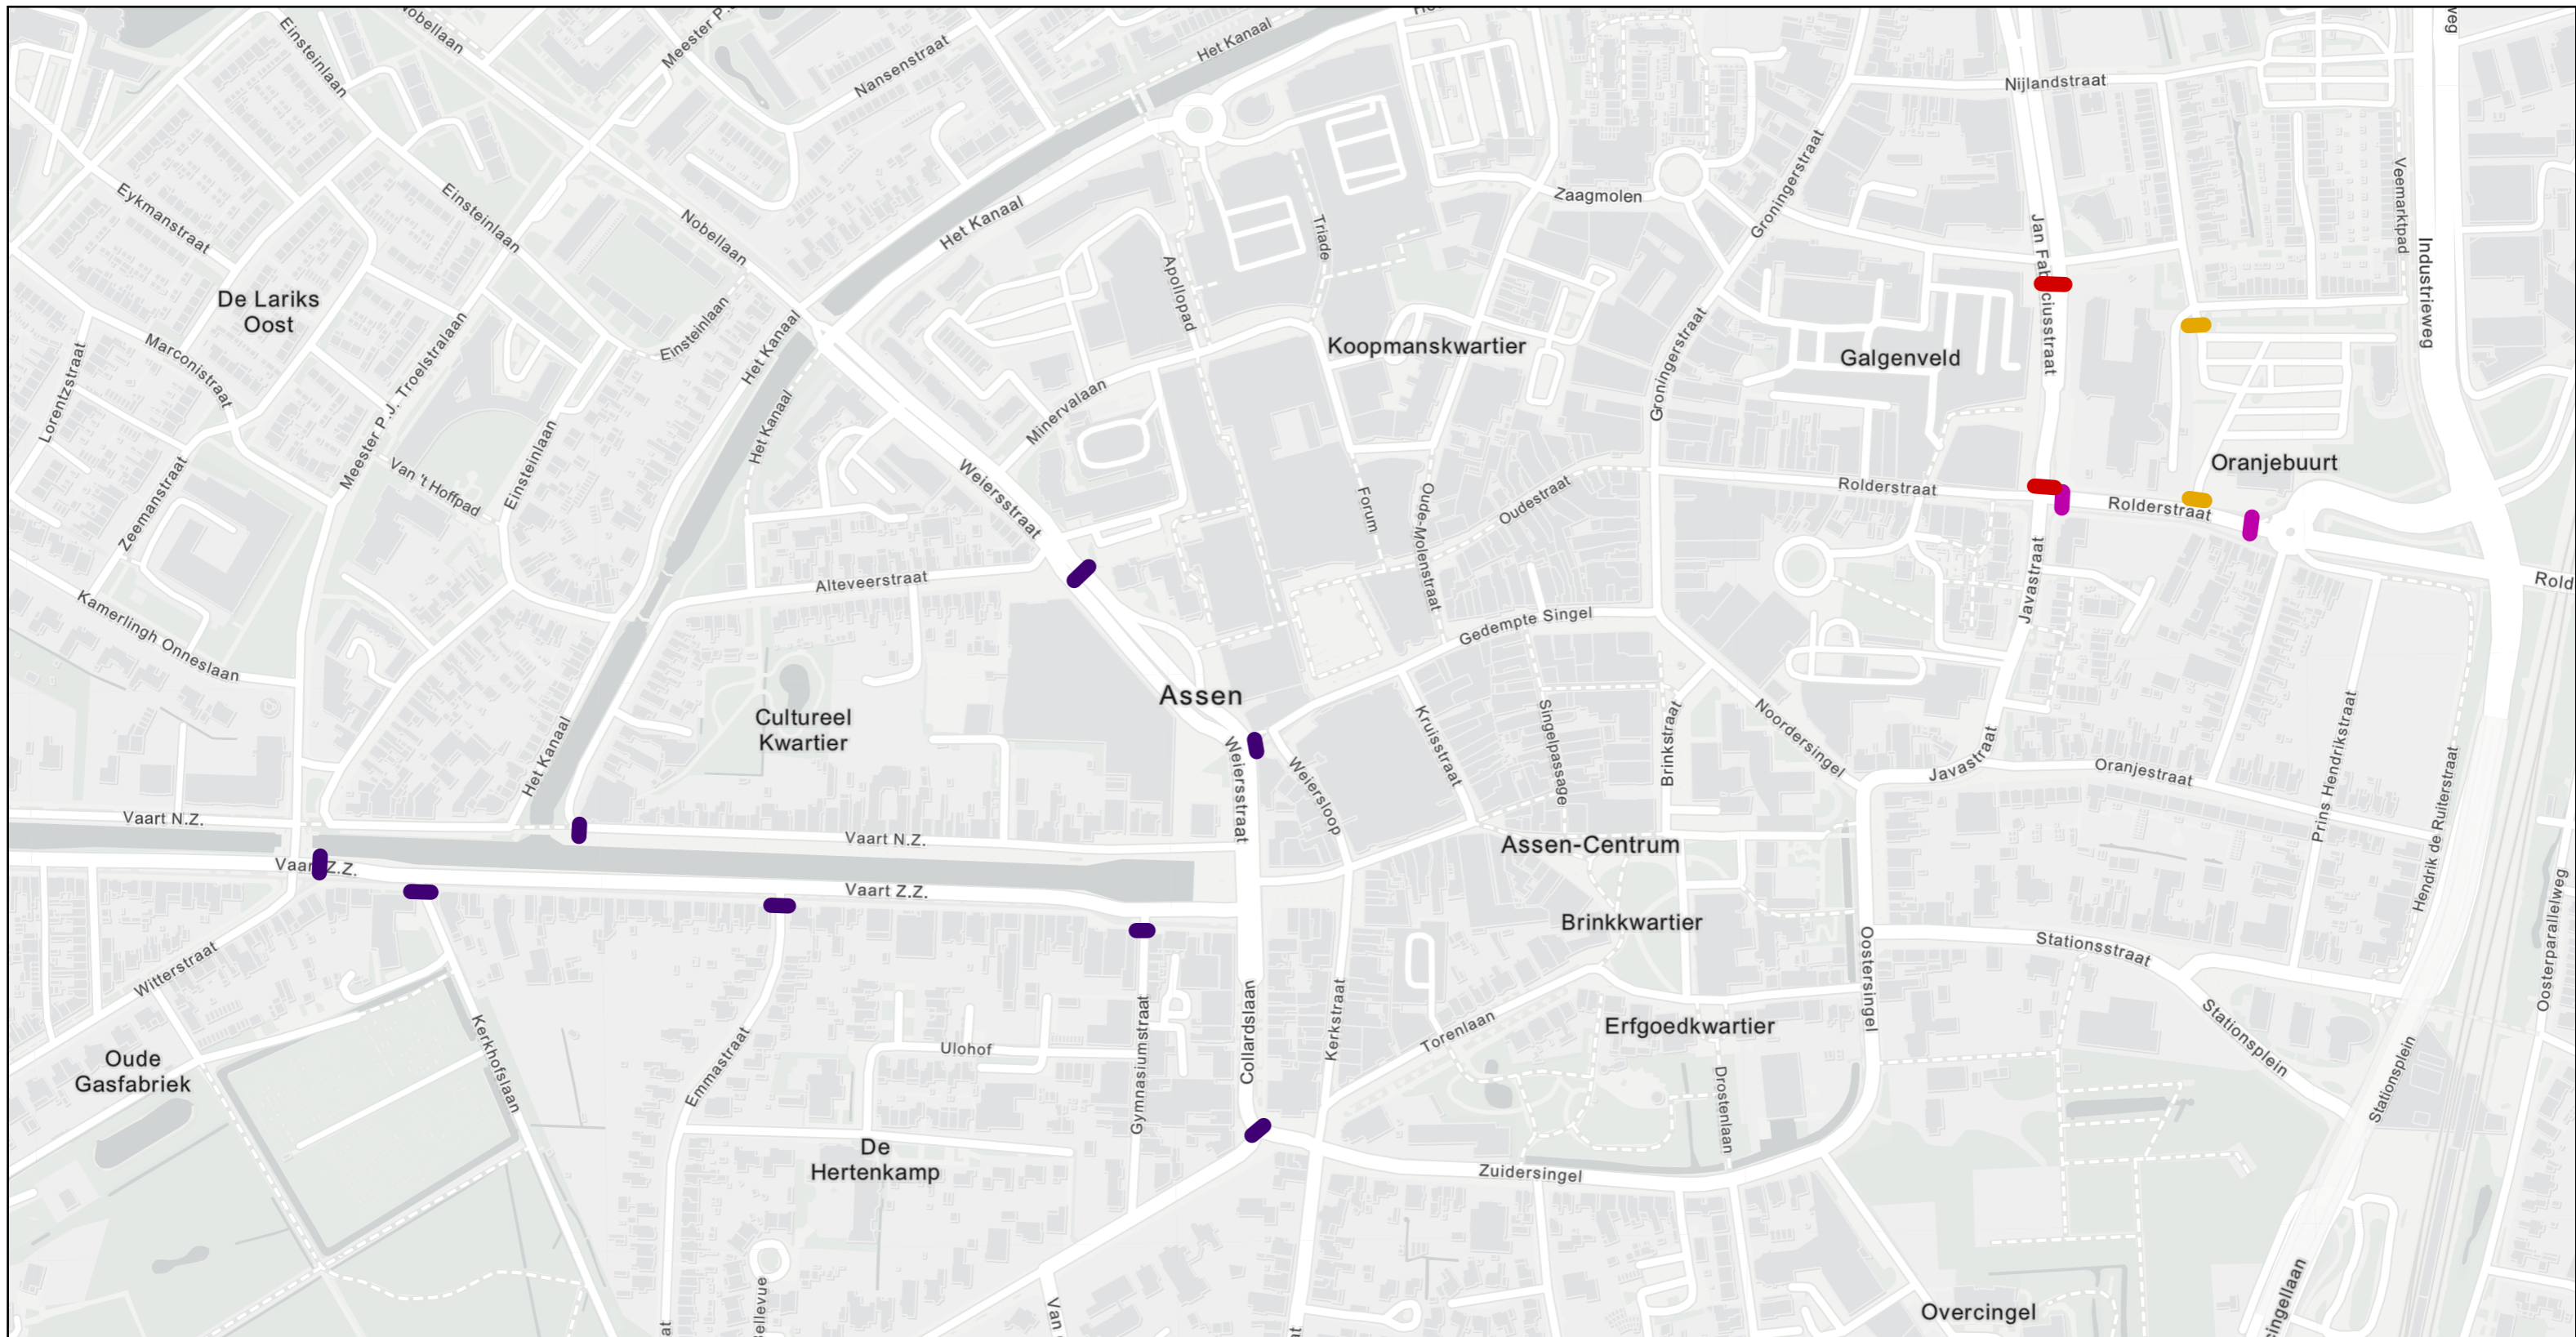 Nobellaan
Meester P.J.
Einsteinlaan
Nansenstraat
Het Kanaal
Nijlandstraat
Eykmanstraat
Einsteinlaan
Nobellaan
Het Kanaal
Triade
Zaagmolen
Groningerstraat
Veemarktpad
Industrieweg
De Lariks
Oost
Apollopad
Jan Fabriciusstraat
Einsteinlaan
Het Kanaal
Koopmanskwartier
Galgenveld
Marconistraat
Lorentzstraat
Meester P.J. Troelstralaan
Minervalaan
Groningerstraat
Het Kanaal
Van 't Hoffpad
Einsteinlaan
Weiersstraat
Forum
Oude-Molenstraat
Oudestraat
Rolderstraat
Oranjebuurt
Rolderstraat
Zeemanstraat
Alteveerstraat
Javastraat
Rold
Kamerlingh Onneslaan
Gedempte Singel
Assen
Cultureel
Kwartier
Het Kanaal
Weiersstraat
Weiersloop
Kruisstraat
Singelpassage
Brinkstraat
Noordersingel
Javastraat
Oranjestraat
Prins Hendrikstraat
Hendrik de Ruiterstraat
Vaart N.Z.
Vaart N.Z.
Assen-Centrum
Vaart Z.Z.
Vaart Z.Z.
Brinkkwartier
Oosterparallelweg
Witterstraat
Stationsstraat
Oostersingel
Kerkhofslaan
Emmastraat
Ulohof
Gymnasiumstraat
Collardslaan
Kerkstraat
Torenlaan
Erfgoedkwartier
Drostenlaan
Stationsplein
Stationsplein
Oude
Gasfabriek
De
Hertenkamp
Zuidersingel
Overcingel
ellevue
Van
singellaan